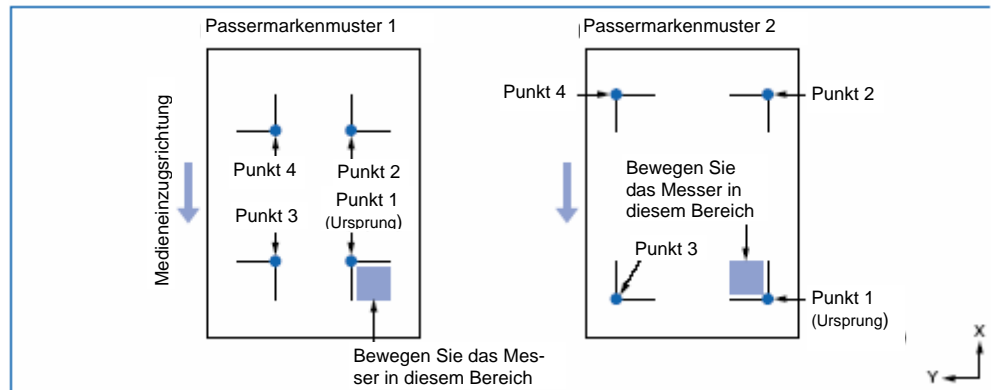 Passermarkenmuster 1
Medieneinzugsrichtung
Punkt 4
Punkt 2
Punkt 3
Punkt 1
(Ursprung)
Bewegen Sie das Mes-
ser in diesem Bereich
Passermarkenmuster 2
Punkt 4
Punkt 2
Bewegen Sie
das Messer in
diesem Bereich
Punkt 3
Punkt 1
(Ursprung)
X
Y